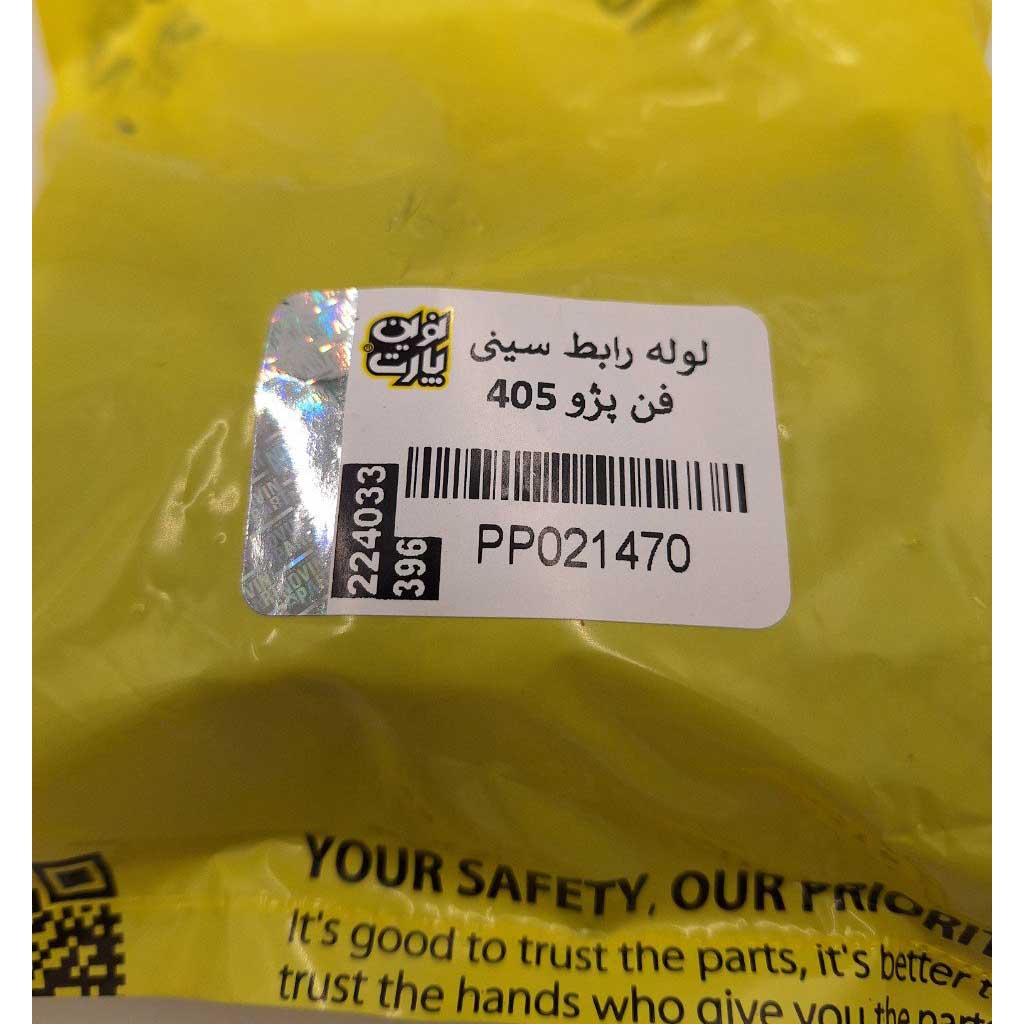 نوین
پارت
®
لوله رابط سینی
فن پژو 405
224033
396
PP021470
YOUR SAFETY, OUR PRIORIT
It's good to trust the parts, it's better t
trust the hands who give you the parts